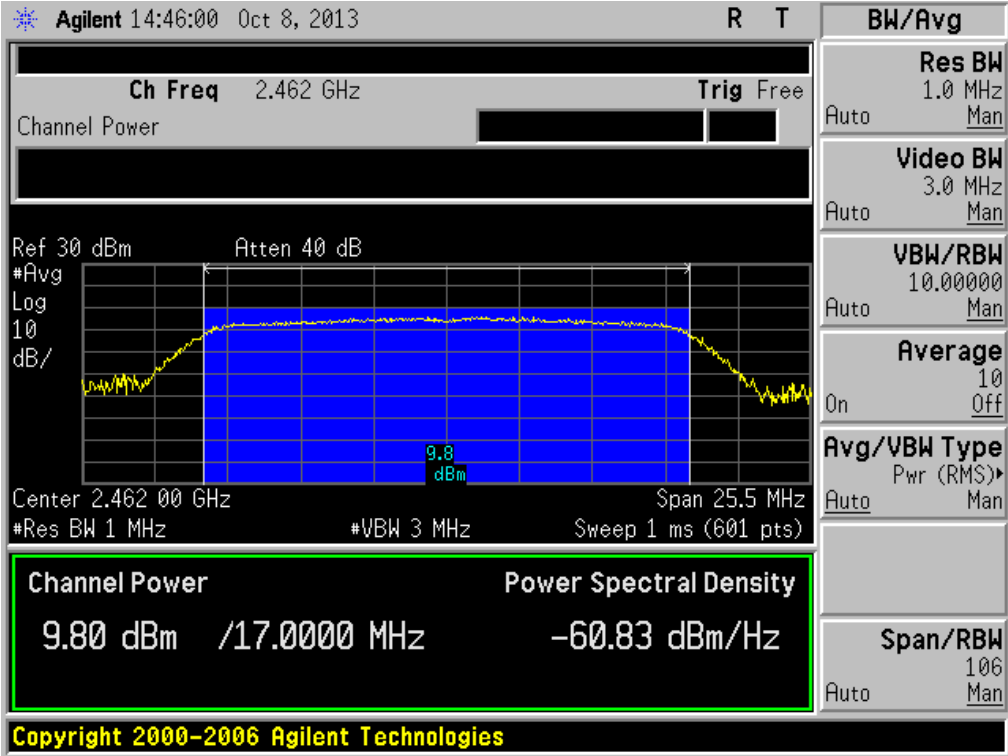 Agilent 14:46:00 Oct 8, 2013 R T
BW/Avg
Ch Freq 2.462 GHz Trig Free
Channel Power
Ref 30 dBm Atten 40 dB
#Avg
Log
10
dB/
9.8
dBm
Center 2.462 00 GHz Span 25.5 MHz
#Res BW 1 MHz #VBW 3 MHz Sweep 1 ms (601 pts)
Channel Power Power Spectral Density
9.80 dBm /17.0000 MHz -60.83 dBm/Hz
Res BW
1.0 MHz
Auto Man
Video BW
3.0 MHz
Auto Man
VBW/RBW
10.00000
Auto Man
Average
10
On Off
Avg/VBW Type
Pwr (RMS)▸
Auto Man
Span/RBW
106
Auto Man
Copyright 2000-2006 Agilent Technologies